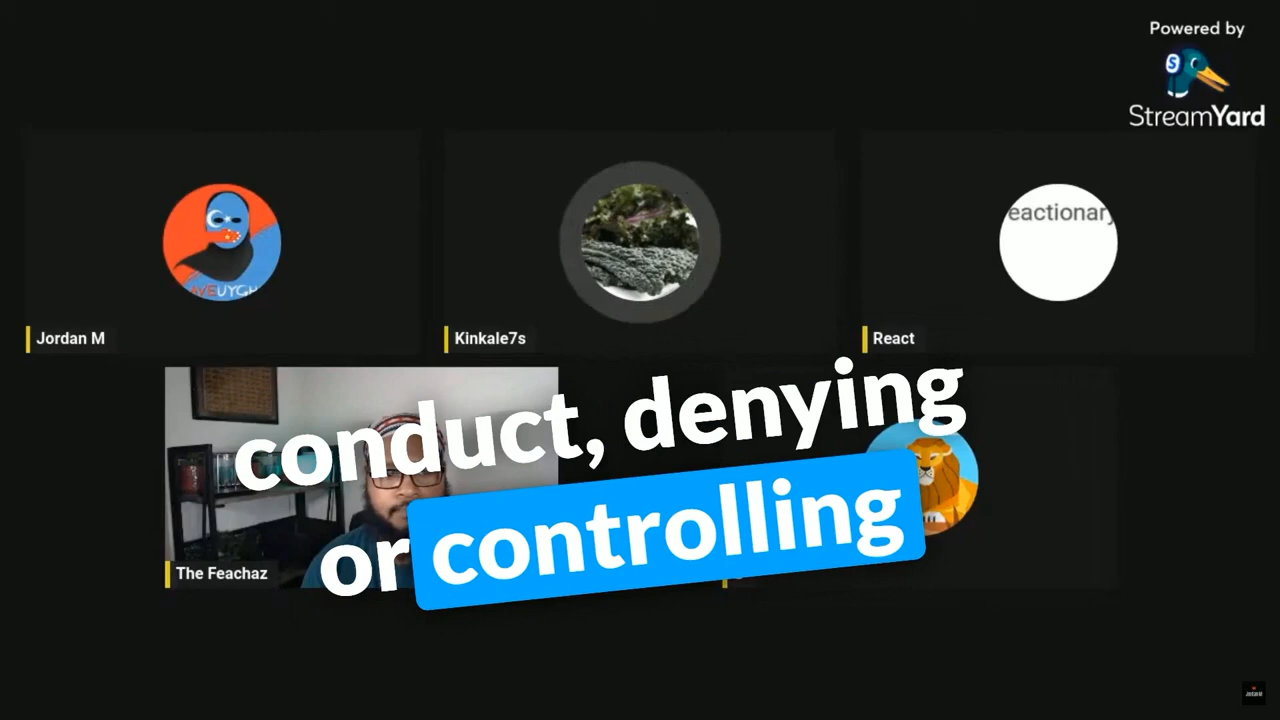 Powered by
StreamYard
eactionary
Jordan M
Kinkale7s
React
conduct, denying
or controlling
The Feachaz